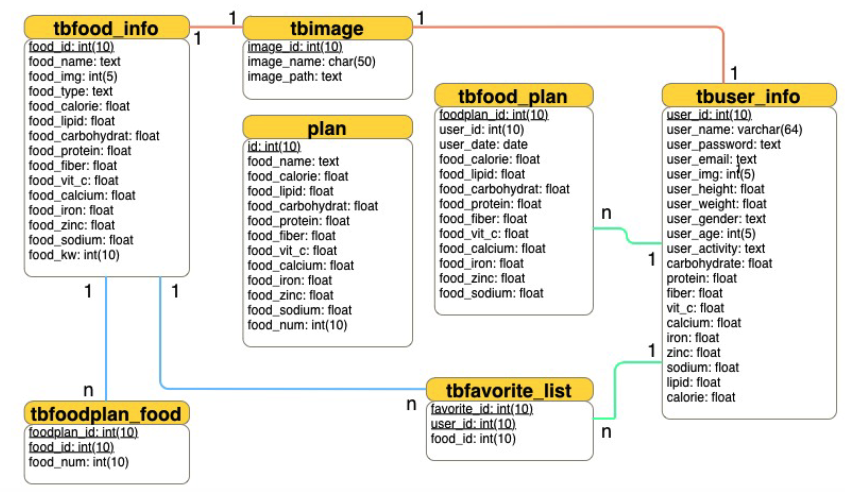 tbfood_info
food_id: int(10)
food_name: text
food_img: int(5)
food_type: text
food_calorie: float
food_lipid: float
food_carbohydrat: float
food_protein: float
food_fiber: float
food_vit_c: float
food_calcium: float
food_iron: float
food_zinc: float
food_sodium: float
food_kw: int(10)
1
1
tbimage
image_id: int(10)
image_name: char(50)
image_path: text
1
1
plan
id: int(10)
food_name: text
food_calorie: float
food_lipid: float
food_carbohydrat: float
food_protein: float
food_fiber: float
food_vit_c: float
food_calcium: float
food_iron: float
food_zinc: float
food_sodium: float
food_num: int(10)
tbfood_plan
foodplan_id: int(10)
user_id: int(10)
user_date: date
food_calorie: float
food_lipid: float
food_carbohydrat: float
food_protein: float
food_fiber: float
food_vit_c: float
food_calcium: float
food_iron: float
food_zinc: float
food_sodium: float
n
1
tbuser_info
user_id: int(10)
user_name: varchar(64)
user_password: text
user_email: text
user_img: int(5)
user_height: float
user_weight: float
user_gender: text
user_age: int(5)
user_activity: text
carbohydrate: float
protein: float
fiber: float
vit_c: float
calcium: float
iron: float
zinc: float
sodium: float
lipid: float
calorie: float
1
1
n
n
1
n
tbfoodplan_food
foodplan_id: int(10)
food_id: int(10)
food_num: int(10)
tbfavorite_list
favorite_id: int(10)
user_id: int(10)
food_id: int(10)